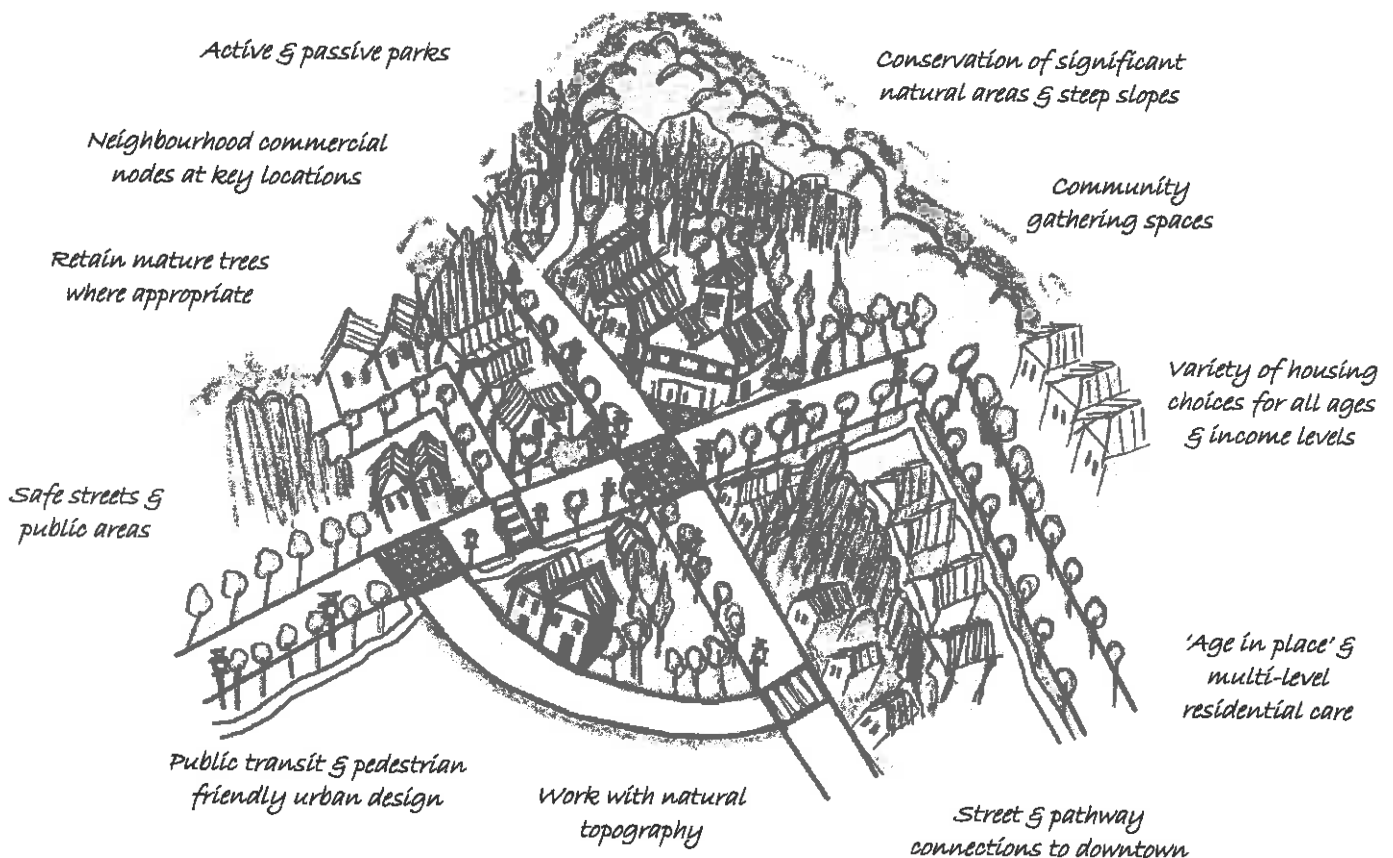 Active & passive parks
Conservation of significant
natural areas & steep slopes
Neighbourhood commercial
nodes at key locations
Community
gathering spaces
Retain mature trees
where appropriate
Variety of housing
choices for all ages
& income levels
Safe streets &
public areas
'Age in place' &
multi-level
residential care
Public transit & pedestrian
friendly urban design
Work with natural
topography
Street & pathway
connections to downtown